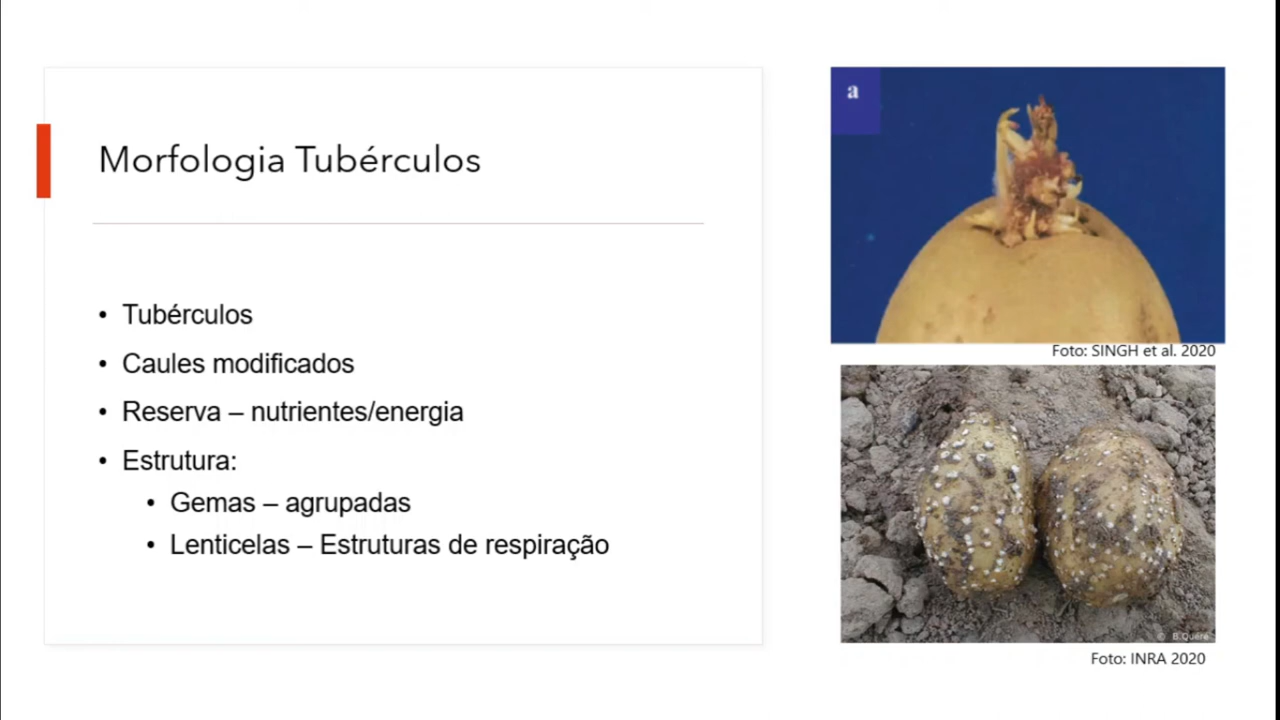 Morfologia Tubérculos
• Tubérculos
• Caules modificados
• Reserva – nutrientes/energia
• Estrutura:
• Gemas – agrupadas
• Lenticelas – Estruturas de respiração
a
Foto: SINGH et al. 2020
© B.Quéré
Foto: INRA 2020